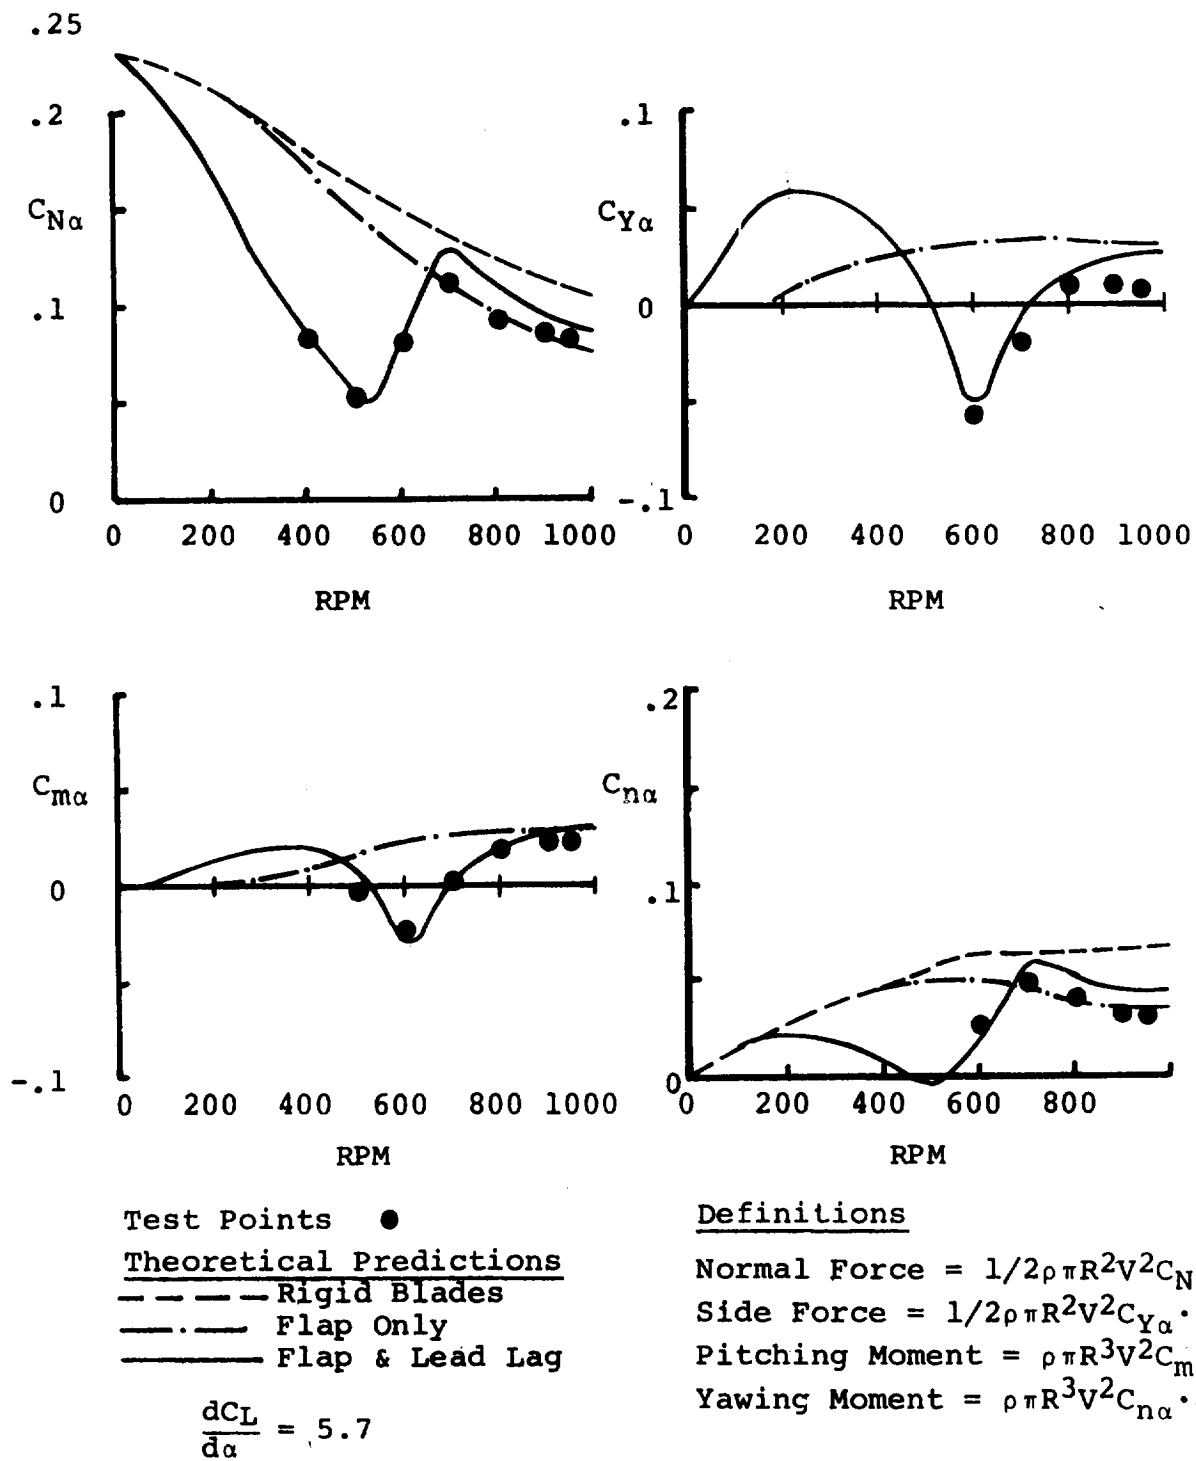 .25
.2
CNα
.1
0
0 200 400 600 800 1000
RPM
.1
CYα
0
-.1
0 200 400 600 800 1000
RPM
.1
Cmα
0
-.1
0 200 400 600 800 1000
RPM
.2
Cnα
.1
0
0 200 400 600 800
RPM
Test Points ●
Theoretical Predictions
Rigid Blades
Flap Only
Flap & Lead Lag
dCL
dα = 5.7
Definitions
Normal Force = 1/2ρπR²V²CN
Side Force = 1/2ρπR²V²CYα·
Pitching Moment = ρπR³V²Cm
Yawing Moment = ρπR³V²Cnα·